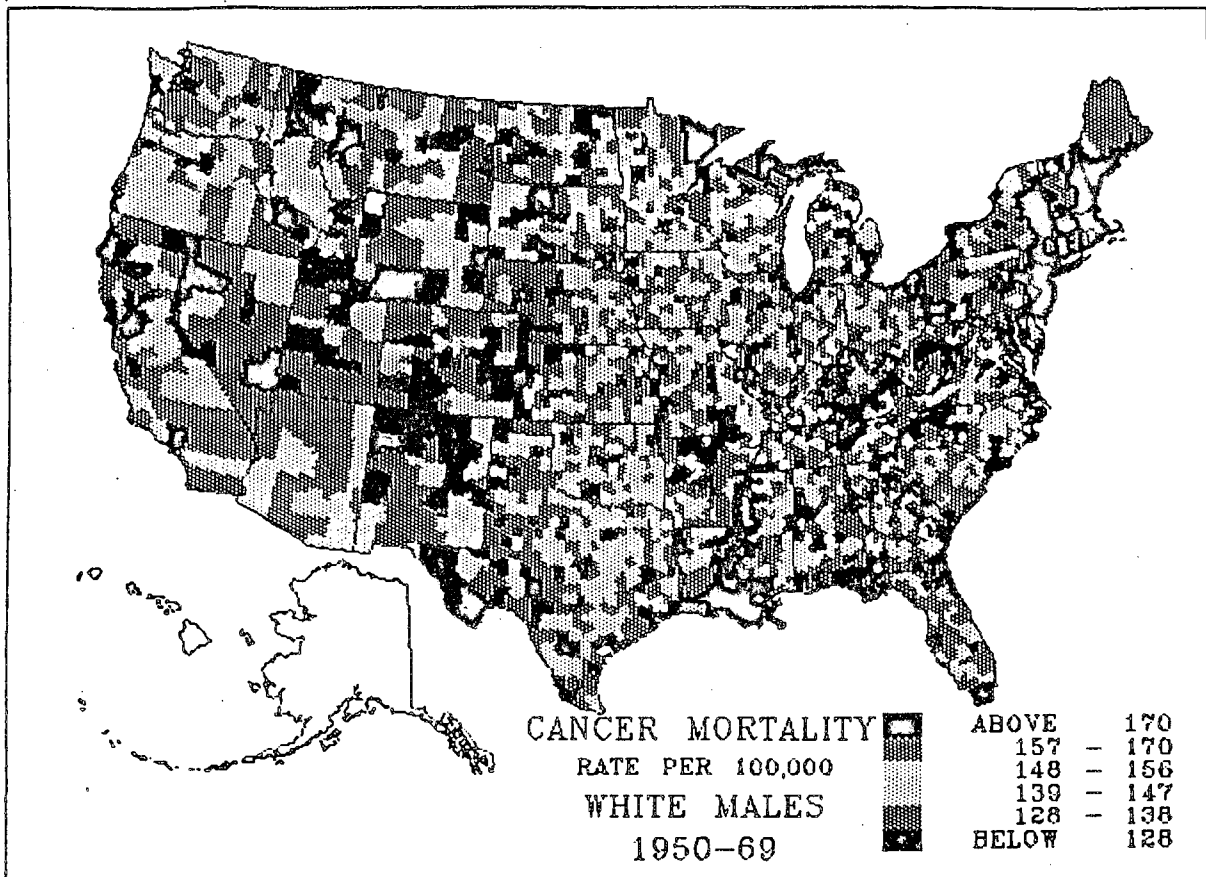 CANCER MORTALITY
RATE PER 100,000
WHITE MALES
1950-69
ABOVE 170
157 - 170
148 - 156
139 - 147
128 - 138
BELOW 128